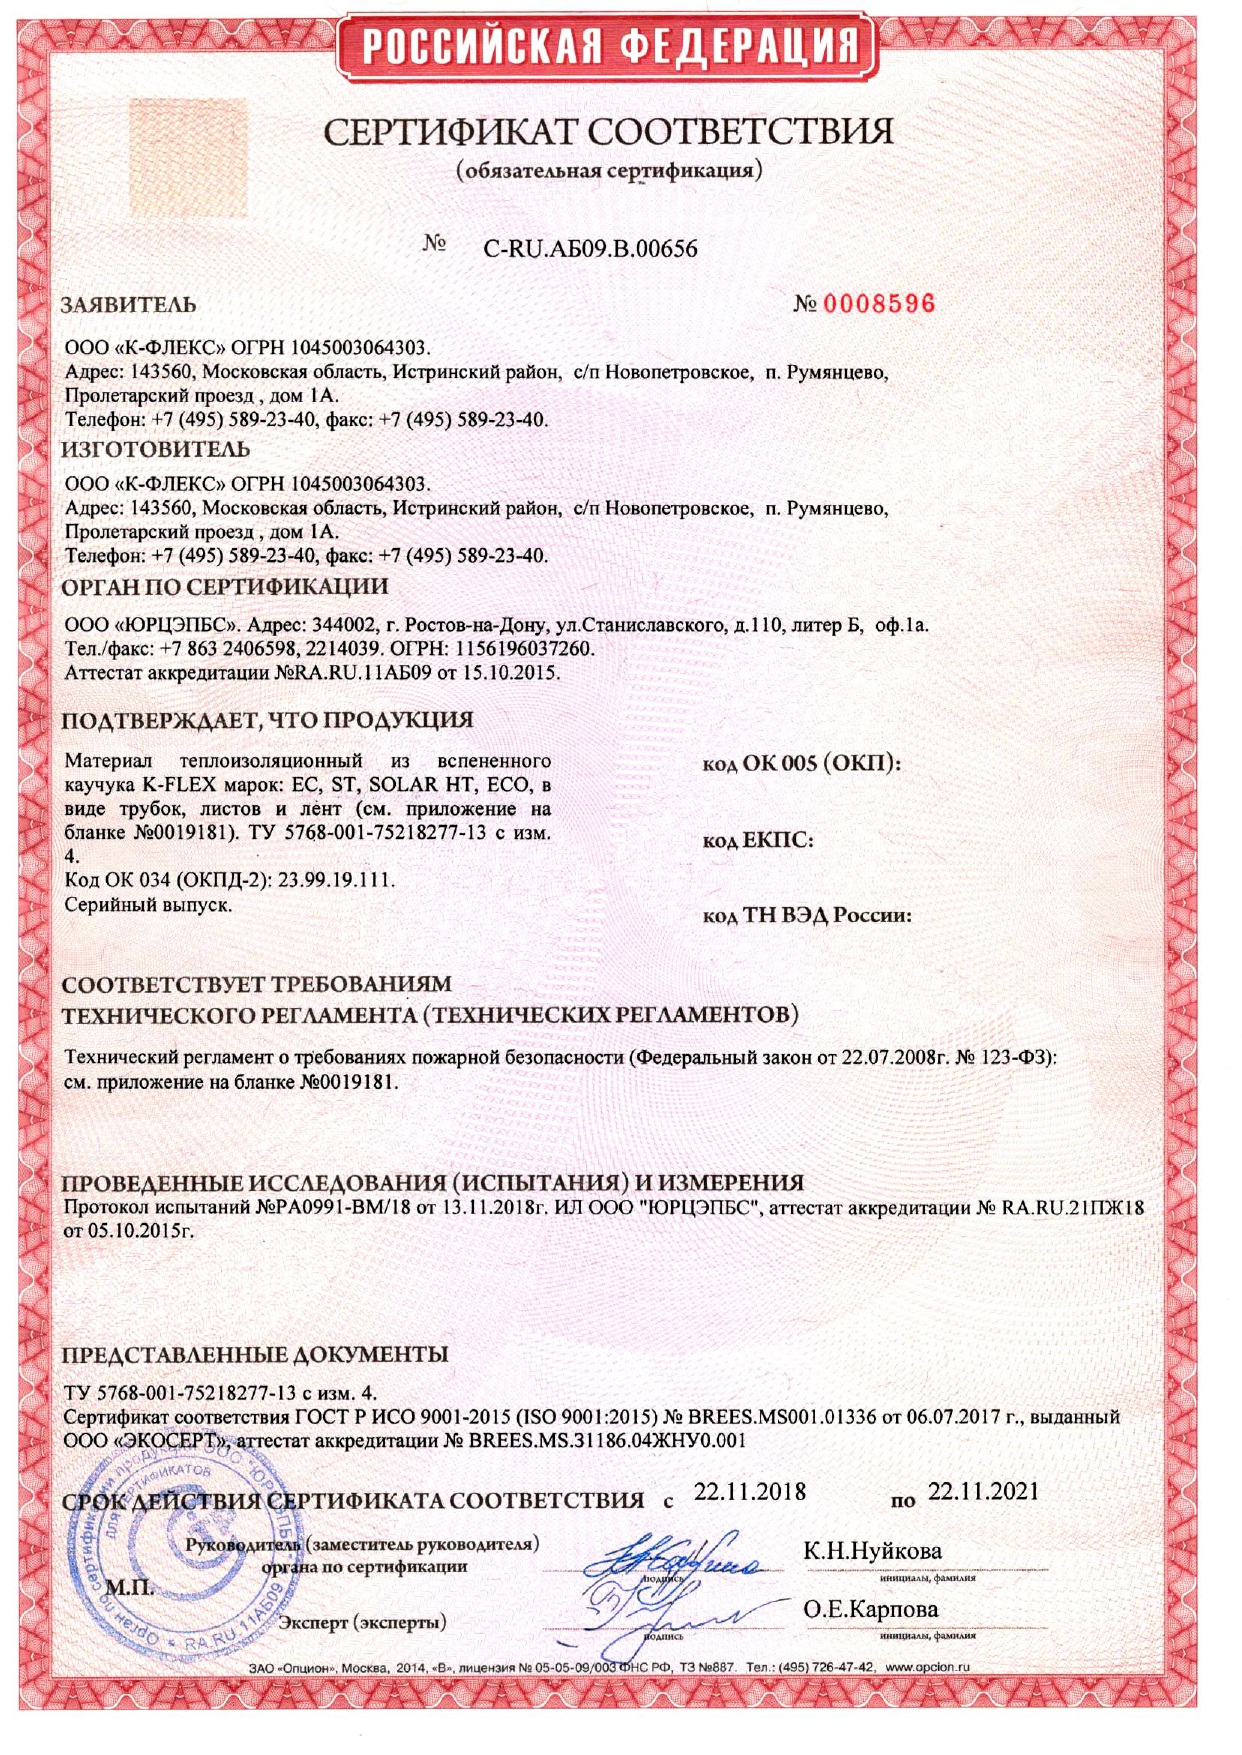 РОССИЙСКАЯ ФЕДЕРАЦИЯ
СЕРТИФИКАТ СООТВЕТСТВИЯ
(обязательная сертификация)
№ C-RU.АБ09.В.00656
ЗАЯВИТЕЛЬ № 0008596
ООО «К-ФЛЕКС» ОГРН 1045003064303.
Адрес: 143560, Московская область, Истринский район, с/п Новопетровское, п. Румянцево,
Пролетарский проезд , дом 1А.
Телефон: +7 (495) 589-23-40, факс: +7 (495) 589-23-40.
ИЗГОТОВИТЕЛЬ
ООО «К-ФЛЕКС» ОГРН 1045003064303.
Адрес: 143560, Московская область, Истринский район, с/п Новопетровское, п. Румянцево,
Пролетарский проезд , дом 1А.
Телефон: +7 (495) 589-23-40, факс: +7 (495) 589-23-40.
ОРГАН ПО СЕРТИФИКАЦИИ
ООО «ЮРЦЭПБС». Адрес: 344002, г. Ростов-на-Дону, ул.Станиславского, д.110, литер Б, оф.1а.
Тел./факс: +7 863 2406598, 2214039. ОГРН: 1156196037260.
Аттестат аккредитации №RA.RU.11АБ09 от 15.10.2015.
ПОДТВЕРЖДАЕТ, ЧТО ПРОДУКЦИЯ
Материал теплоизоляционный из вспененного
каучука K-FLEX марок: EC, ST, SOLAR HT, ECO, в
виде трубок, листов и лент (см. приложение на
бланке №0019181). ТУ 5768-001-75218277-13 с изм.
4.
Код ОК 034 (ОКПД-2): 23.99.19.111.
Серийный выпуск.
код ОК 005 (ОКП):
код ЕКПС:
код ТН ВЭД России:
СООТВЕТСТВУЕТ ТРЕБОВАНИЯМ
ТЕХНИЧЕСКОГО РЕГЛАМЕНТА (ТЕХНИЧЕСКИХ РЕГЛАМЕНТОВ)
Технический регламент о требованиях пожарной безопасности (Федеральный закон от 22.07.2008г. № 123-ФЗ):
см. приложение на бланке №0019181.
ПРОВЕДЕННЫЕ ИССЛЕДОВАНИЯ (ИСПЫТАНИЯ) И ИЗМЕРЕНИЯ
Протокол испытаний №РА0991-ВМ/18 от 13.11.2018г. ИЛ ООО "ЮРЦЭПБС", аттестат аккредитации № RA.RU.21ПЖ18
от 05.10.2015г.
ПРЕДСТАВЛЕННЫЕ ДОКУМЕНТЫ
ТУ 5768-001-75218277-13 с изм. 4.
Сертификат соответствия ГОСТ Р ИСО 9001-2015 (ISO 9001:2015) № BREES.MS001.01336 от 06.07.2017 г., выданный
ООО «ЭКОСЕРТ», аттестат аккредитации № BREES.MS.31186.04ЖНУ0.001
СРОК ДЕЙСТВИЯ СЕРТИФИКАТА СООТВЕТСТВИЯ с 22.11.2018 по 22.11.2021
Руководитель (заместитель руководителя)
органа по сертификации
К.Н.Нуйкова
подпись
инициалы, фамилия
М.П.
Эксперт (эксперты)
О.Е.Карпова
подпись
инициалы, фамилия
Орган по сертификации продукции ООО "ЮРЦЭПБС"
RA.RU.11АБ09
ДЛЯ СЕРТИФИКАТОВ
ЗАО «Опцион», Москва, 2014, «В», лицензия № 05-05-09/003 ФНС РФ, ТЗ №887. Тел.: (495) 726-47-42, www.opcion.ru